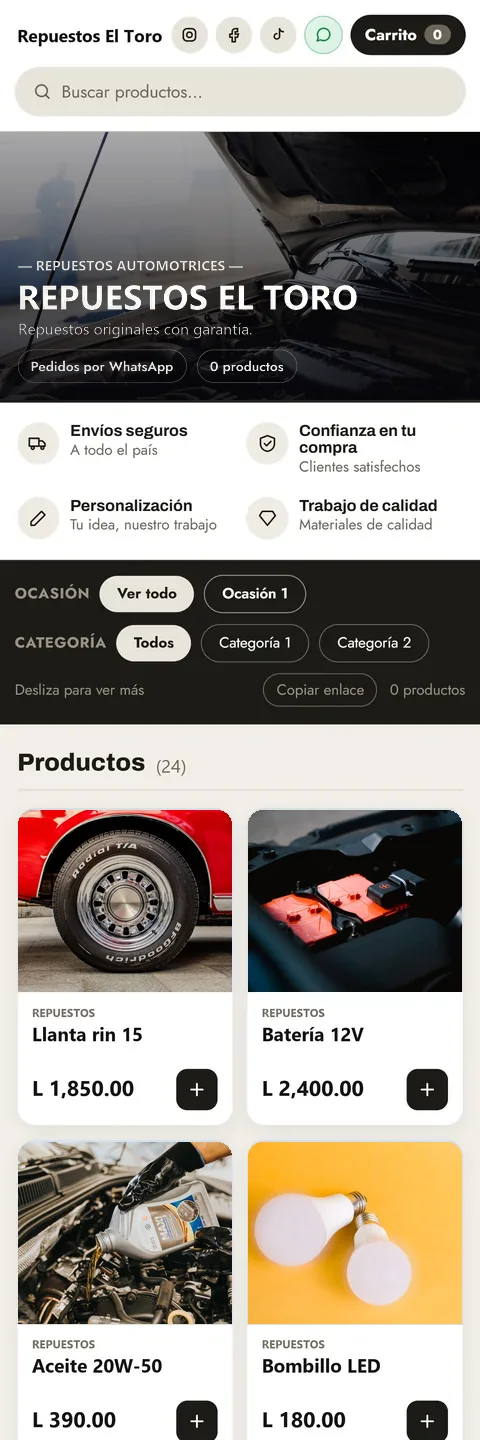 Repuestos El Toro
Carrito 0
Buscar productos...
— REPUESTOS AUTOMOTRICES —
REPUESTOS EL TORO
Repuestos originales con garantía.
Pedidos por WhatsApp
0 productos
Envíos seguros
A todo el país
Confianza en tu
compra
Clientes satisfechos
Personalización
Tu idea, nuestro trabajo
Trabajo de calidad
Materiales de calidad
OCASIÓN Ver todo Ocasión 1
CATEGORÍA Todos Categoría 1 Categoría 2
Desliza para ver más Copiar enlace 0 productos
Productos (24)
Radial T/A
BFGoodrich
REPUESTOS
Llanta rin 15
L 1,850.00
REPUESTOS
Batería 12V
L 2,400.00
REPUESTOS
Aceite 20W-50
L 390.00
REPUESTOS
Bombillo LED
L 180.00